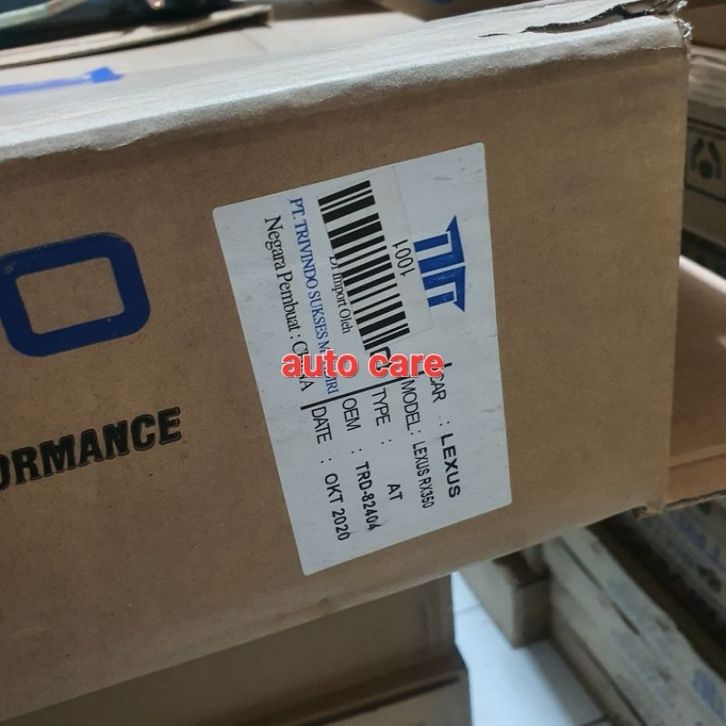 1001
CAR : LEXUS
MODEL: LEXUS RX350
TYPE : AT
OEM : TRD-82404
DATE : OKT 2020
Di Import Oleh
PT. TRIVINDO SUKSES
Negara Pembuat :
auto care
ORMANCE